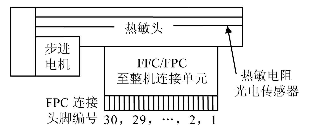 热敏头
步进
电机
FFC/FPC
至整机连接单元
热敏电阻
光电传感器
FPC 连接
头脚编号 30，29，…，2，1